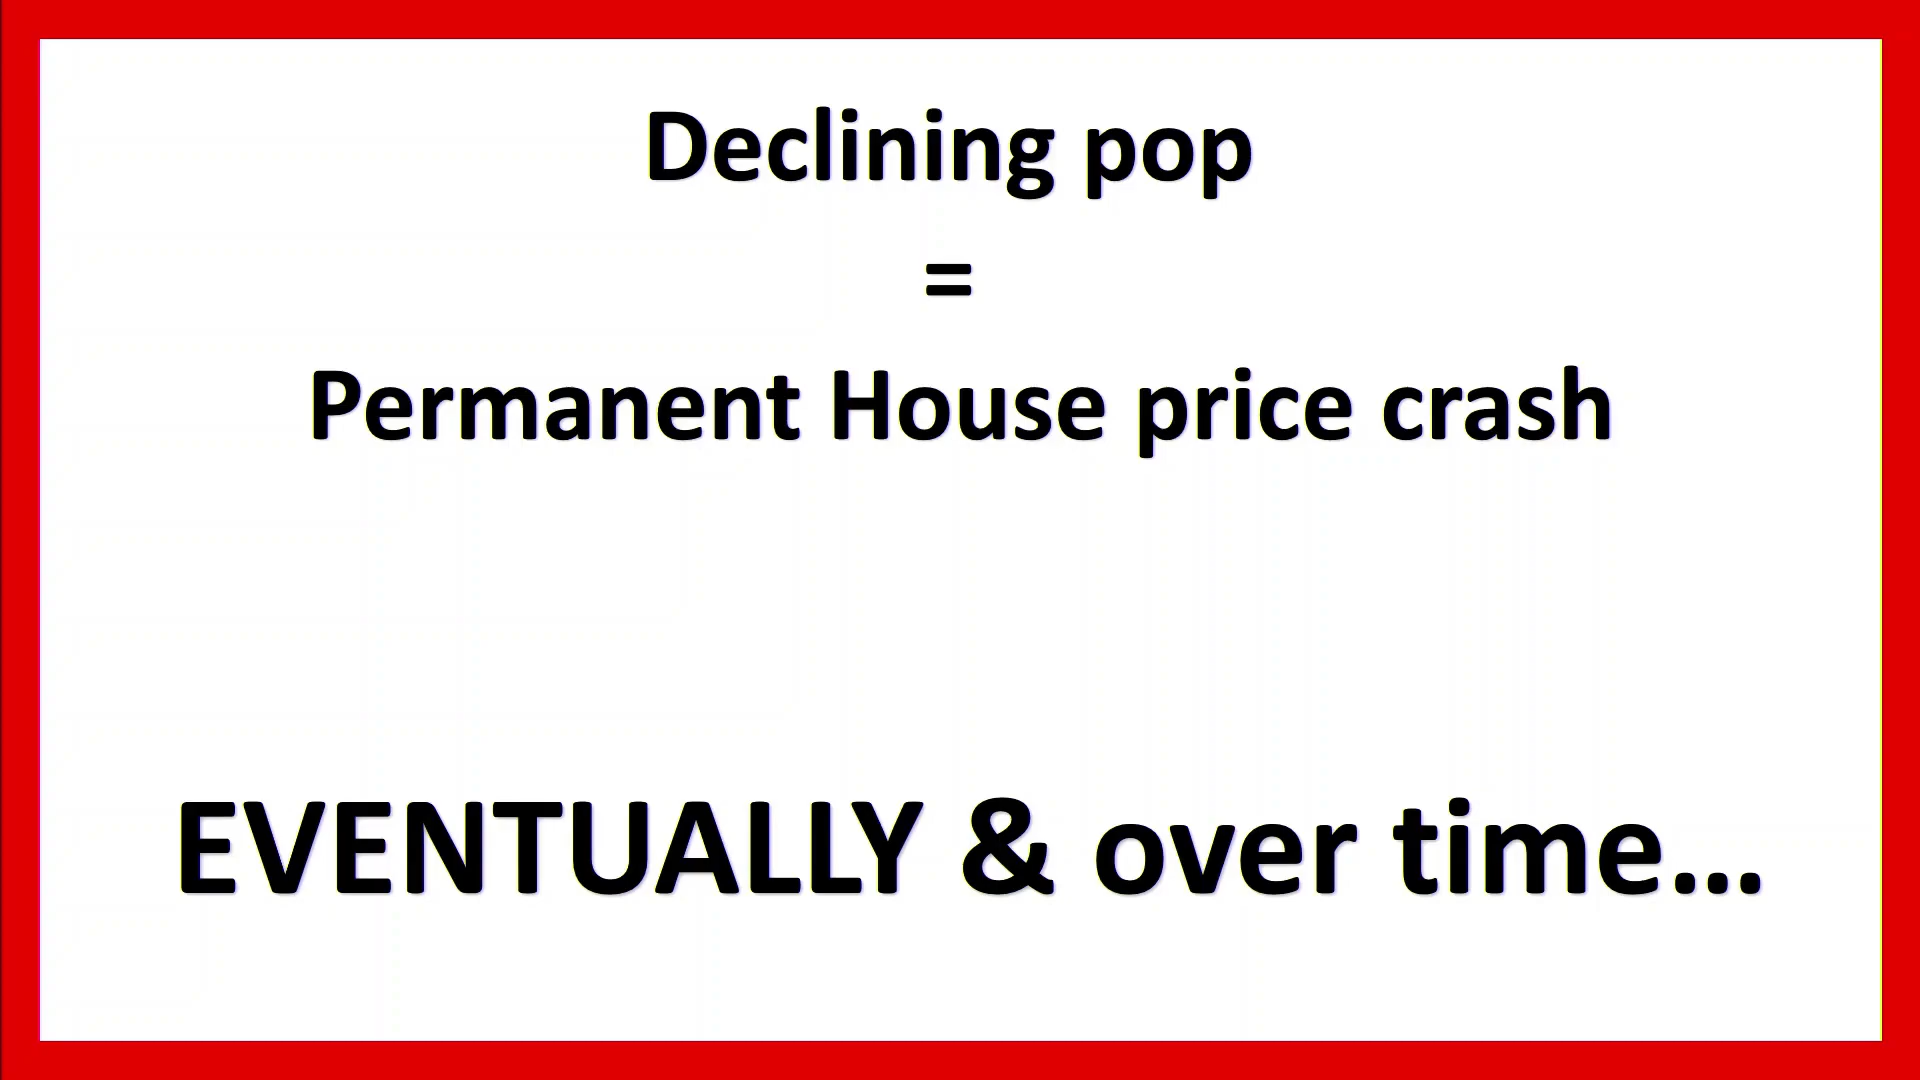 Declining pop
=
Permanent House price crash
EVENTUALLY & over time...